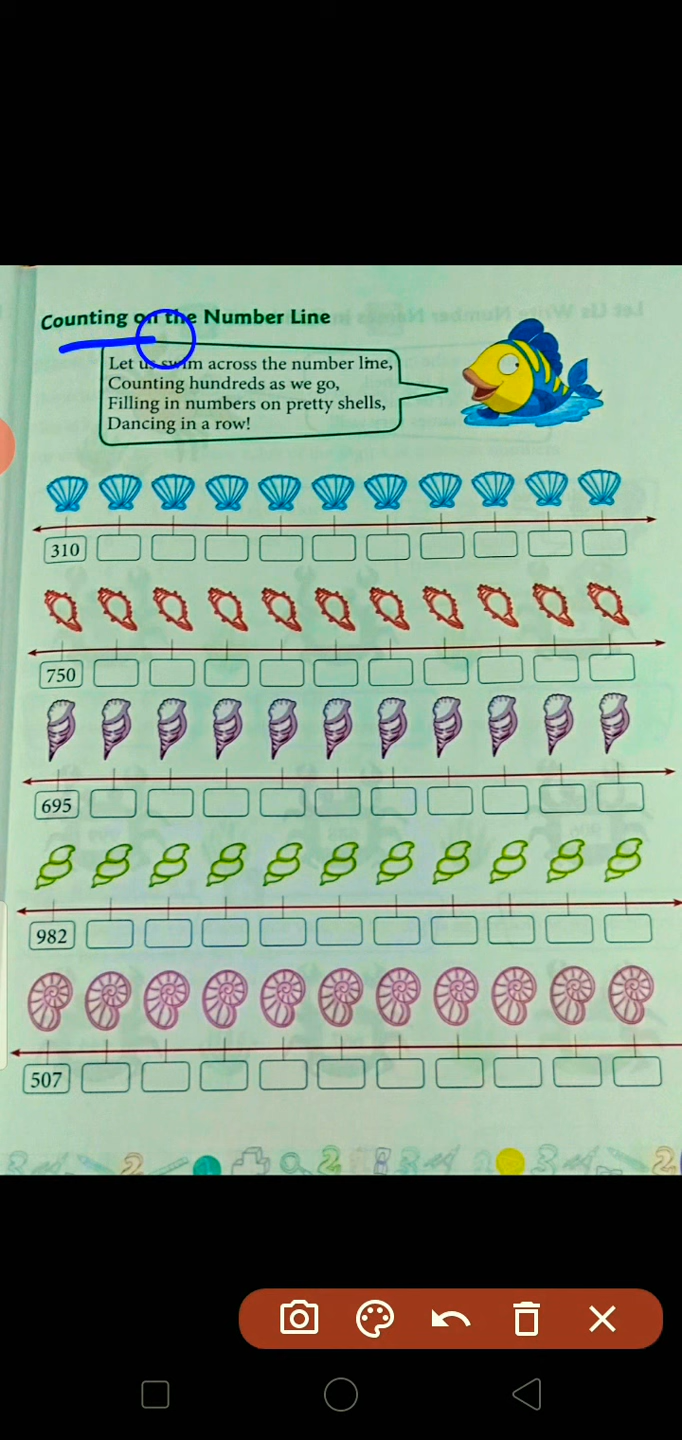 Counting on the Number Line
Let us swim across the number line,
Counting hundreds as we go,
Filling in numbers on pretty shells,
Dancing in a row!
310
750
695
982
507